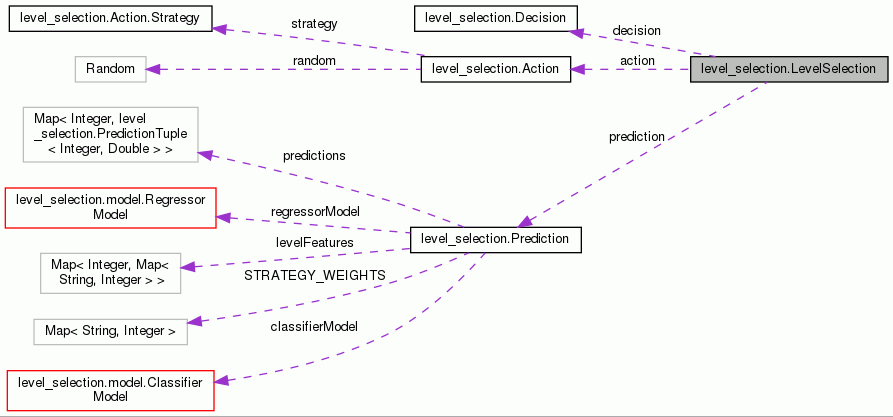 level_selection.Action.Strategy
level_selection.Decision
strategy
decision
Random
random
level_selection.Action
action
level_selection.LevelSelection
Map< Integer, level
_selection.PredictionTuple
< Integer, Double > >
prediction
predictions
level_selection.model.Regressor
Model
regressorModel
level_selection.Prediction
levelFeatures
Map< Integer, Map<
String, Integer > >
STRATEGY_WEIGHTS
Map< String, Integer >
classifierModel
level_selection.model.Classifier
Model